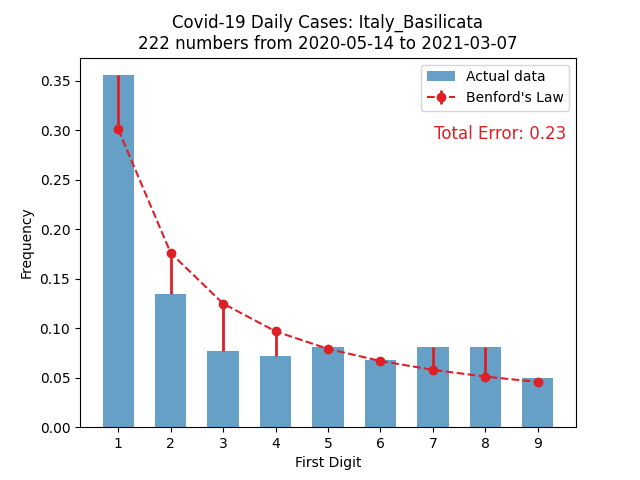 Covid-19 Daily Cases: Italy_Basilicata
222 numbers from 2020-05-14 to 2021-03-07
Actual data
Benford's Law
Total Error: 0.23
Frequency
0.35
0.30
0.25
0.20
0.15
0.10
0.05
0.00
1 2 3 4 5 6 7 8 9
First Digit